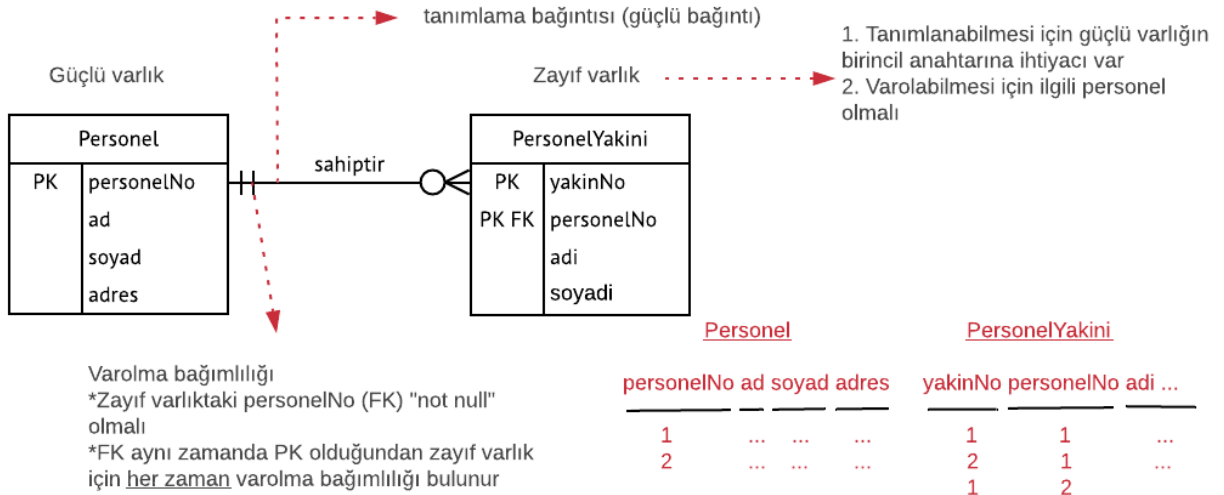 tanımlama bağıntısı (güçlü bağıntı)
Güçlü varlık
Zayıf varlık
1. Tanımlanabilmesi için güçlü varlığın
birincil anahtarına ihtiyacı var
2. Varolabilmesi için ilgili personel
olmalı
Personel
PK personelNo
ad
soyad
adres
sahiptir
PersonelYakini
PK yakinNo
PK FK personelNo
adi
soyadi
Varolma bağımlılığı
*Zayıf varlıktaki personelNo (FK) "not null"
olmalı
*FK aynı zamanda PK olduğundan zayıf varlık
için her zaman varolma bağımlılığı bulunur
Personel
personelNo ad soyad adres
1 ... ... ...
2 ... ... ...
PersonelYakini
yakinNo personelNo adi ...
1 1 ...
2 1 ...
1 2